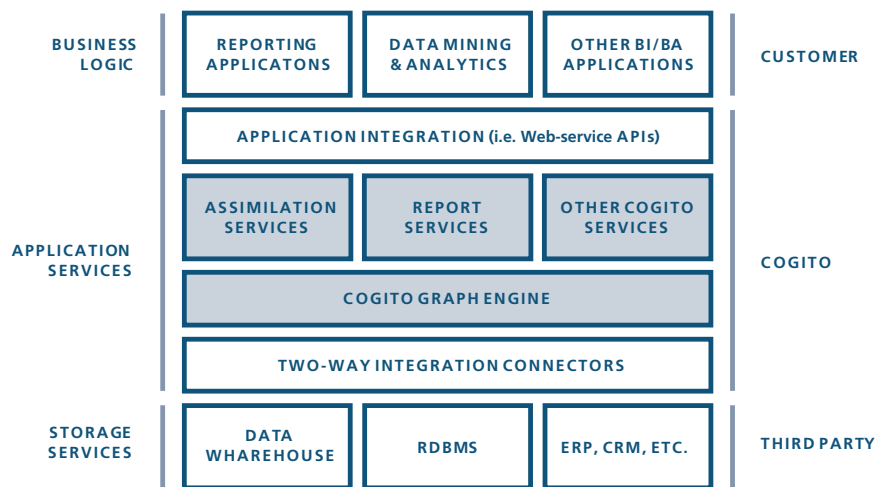 BUSINESS
LOGIC
REPORTING
APPLICATONS
DATA MINING
& ANALYTICS
OTHER BI/BA
APPLICATIONS
CUSTOMER
APPLICATION INTEGRATION (i.e. Web-service APIs)
APPLICATION
SERVICES
ASSIMILATION
SERVICES
REPORT
SERVICES
OTHER COGITO
SERVICES
COGITO
COGITO GRAPH ENGINE
TWO-WAY INTEGRATION CONNECTORS
STORAGE
SERVICES
DATA
WHAREHOUSE
RDBMS
ERP, CRM, ETC.
THIRD PARTY